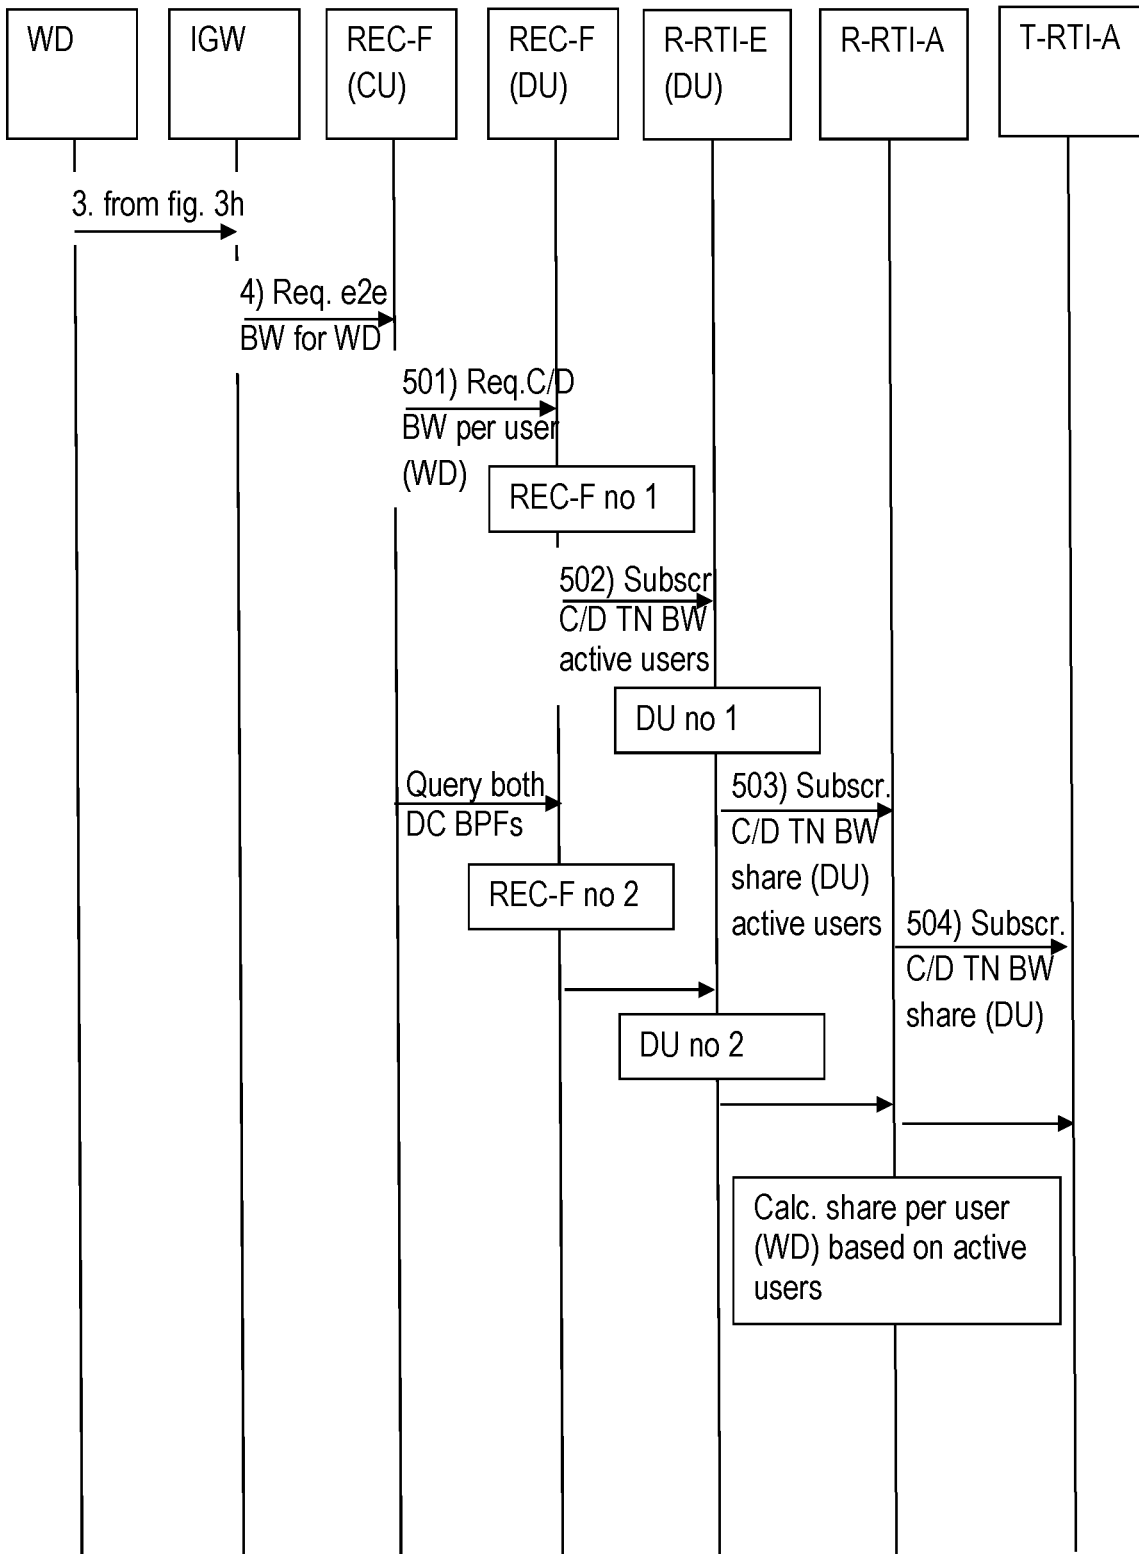 WD
IGW
REC-F
(CU)
REC-F
(DU)
R-RTI-E
(DU)
R-RTI-A
T-RTI-A
3. from fig. 3h
4) Req. e2e
BW for WD
501) Req.C/D
BW per user
(WD)
REC-F no 1
502) Subscr
C/D TN BW
active users
DU no 1
Query both
DC BPFs
503) Subscr.
C/D TN BW
share (DU)
active users
REC-F no 2
504) Subscr.
C/D TN BW
share (DU)
DU no 2
Calc. share per user
(WD) based on active
users